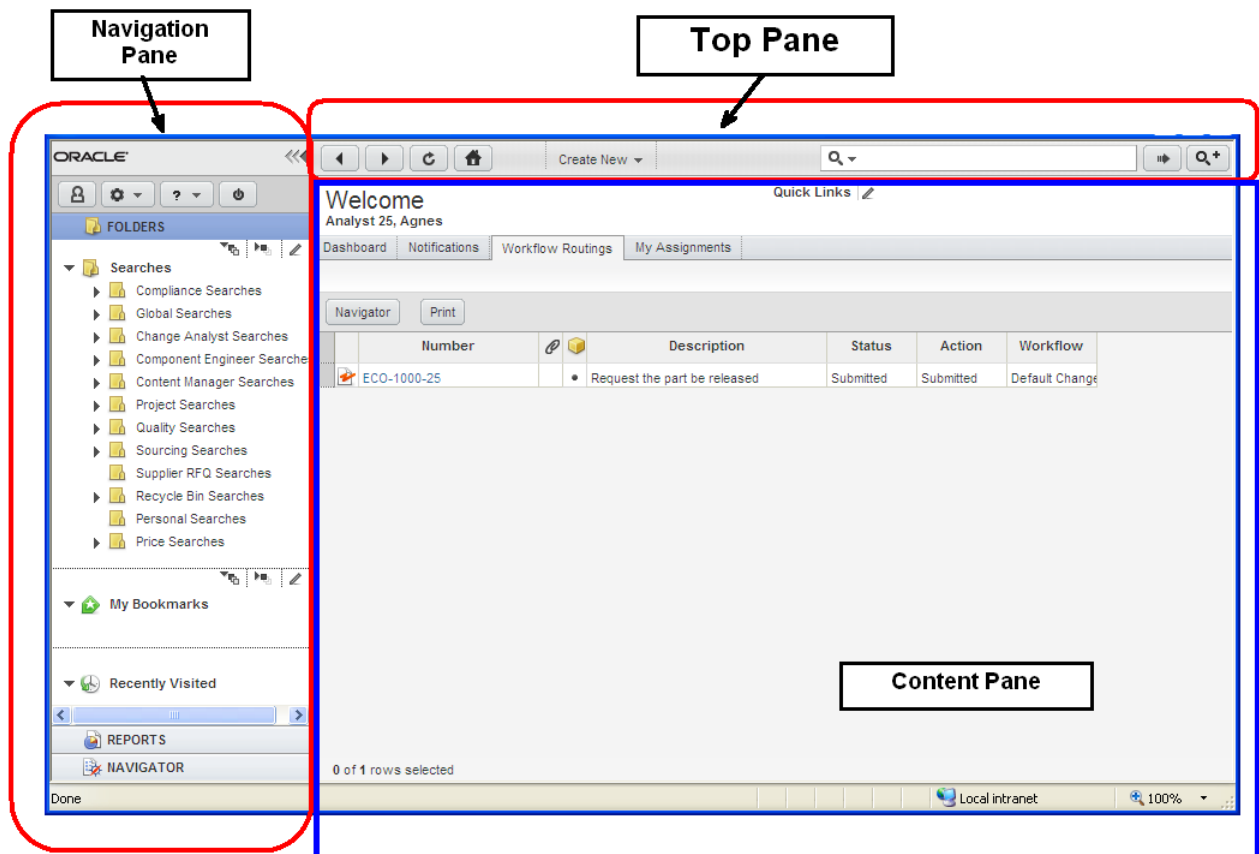 Navigation
Pane
Top Pane
ORACLE
Create New
? 
Welcome
Quick Links
Analyst 25, Agnes
FOLDERS
Dashboard Notifications Workflow Routings My Assignments
Searches
Compliance Searches
Global Searches
Change Analyst Searches
Component Engineer Searche
Content Manager Searches
Project Searches
Quality Searches
Sourcing Searches
Supplier RFQ Searches
Recycle Bin Searches
Personal Searches
Price Searches
Navigator Print
Number Description Status Action Workflow
ECO-1000-25 Request the part be released Submitted Submitted Default Change
My Bookmarks
Recently Visited
Content Pane
REPORTS
NAVIGATOR
0 of 1 rows selected
Done Local intranet 100%